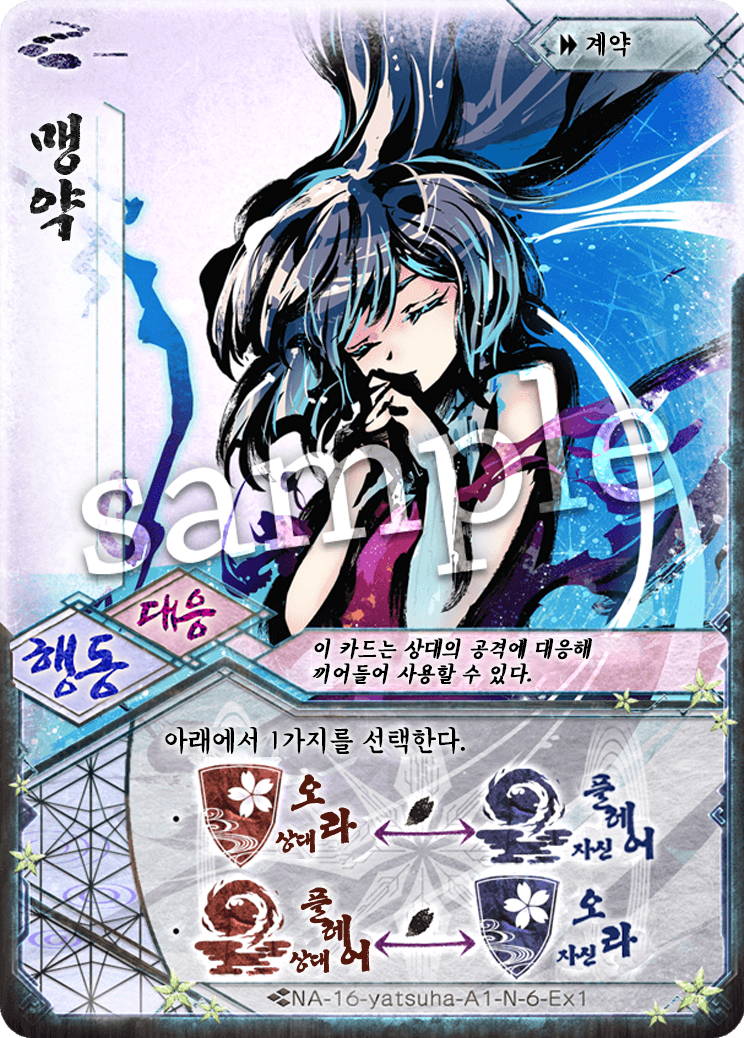 ▶▶ 계약
맹약
sample
대응
행동
이 카드는 상대의 공격에 대응해
끼어들어 사용할 수 있다.
아래에서 1가지를 선택한다.
· 상대 오라 ↔ 자신 플레어
· 상대 플레어 ↔ 자신 오라
NA-16-yatsuha-A1-N-6-Ex1